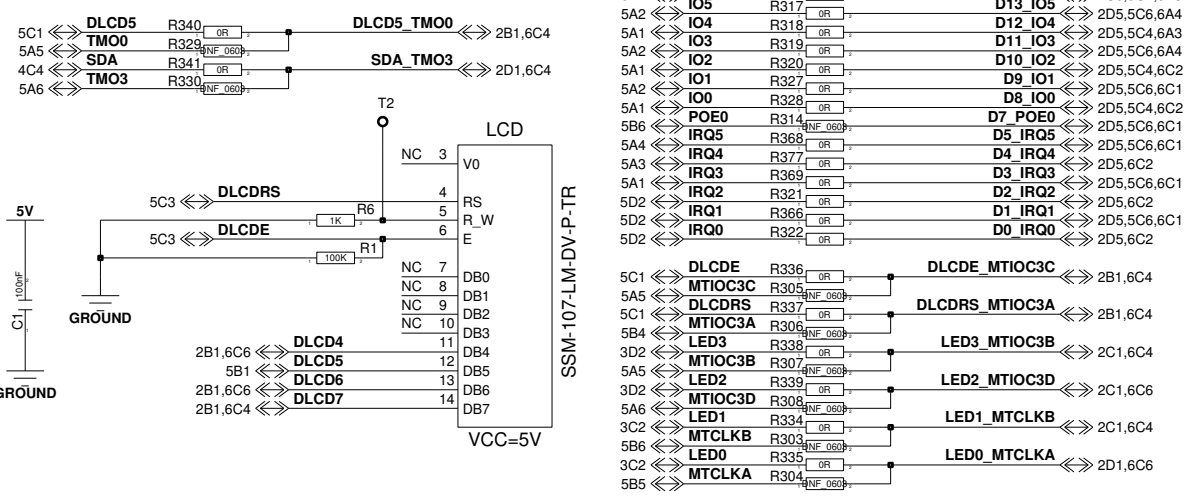 5C1 DLCD5 R340 0R DLCD5_TMO0 2B1,6C4
5A5 TMO0 R329 DNF_0603
4C4 SDA R341 0R SDA_TMO3 2D1,6C4
5A6 TMO3 R330 DNF_0603
T2
LCD
NC 3 V0
5C3 DLCDRS 4 RS
R6 1K 5 R_W
5C3 DLCDE 6 E
R1 100K
NC 7 DB0
NC 8 DB1
NC 9 DB2
NC 10 DB3
2B1,6C6 DLCD4 11 DB4
5B1 DLCD5 12 DB5
2B1,6C6 DLCD6 13 DB6
2B1,6C4 DLCD7 14 DB7
VCC=5V
SSM-107-LM-DV-P-TR
5V
100nF
C1
GROUND
GROUND
5A2 IO5 R317 0R D13_IO5 2D5,5C6,6A4
5A1 IO4 R318 0R D12_IO4 2D5,5C4,6A3
5A2 IO3 R319 0R D11_IO3 2D5,5C6,6A4
5A1 IO2 R320 0R D10_IO2 2D5,5C4,6C2
5A2 IO1 R327 0R D9_IO1 2D5,5C6,6C1
5A1 IO0 R328 0R D8_IO0 2D5,5C4,6C2
5B6 POE0 R314 DNF_0603 D7_POE0 2D5,5C6,6C1
5A4 IRQ5 R368 0R D5_IRQ5 2D5,5C6,6C1
5A3 IRQ4 R377 0R D4_IRQ4 2D5,6C2
5A1 IRQ3 R369 0R D3_IRQ3 2D5,5C6,6C1
5D2 IRQ2 R321 0R D2_IRQ2 2D5,6C2
5D2 IRQ1 R366 0R D1_IRQ1 2D5,5C6,6C1
5D2 IRQ0 R322 0R D0_IRQ0 2D5,6C2
5C1 DLCDE R336 0R DLCDE_MTIOC3C 2B1,6C4
5A5 MTIOC3C R305 DNF_0603
5C1 DLCDRS R337 0R DLCDRS_MTIOC3A 2B1,6C4
5B4 MTIOC3A R306 DNF_0603
3D2 LED3 R338 0R LED3_MTIOC3B 2C1,6C4
5A5 MTIOC3B R307 DNF_0603
3D2 LED2 R339 0R LED2_MTIOC3D 2C1,6C6
5A6 MTIOC3D R308 DNF_0603
3C2 LED1 R334 0R LED1_MTCLKB 2C1,6C4
5B6 MTCLKB R303 DNF_0603
3C2 LED0 R335 0R LED0_MTCLKA 2D1,6C6
5B5 MTCLKA R304 DNF_0603